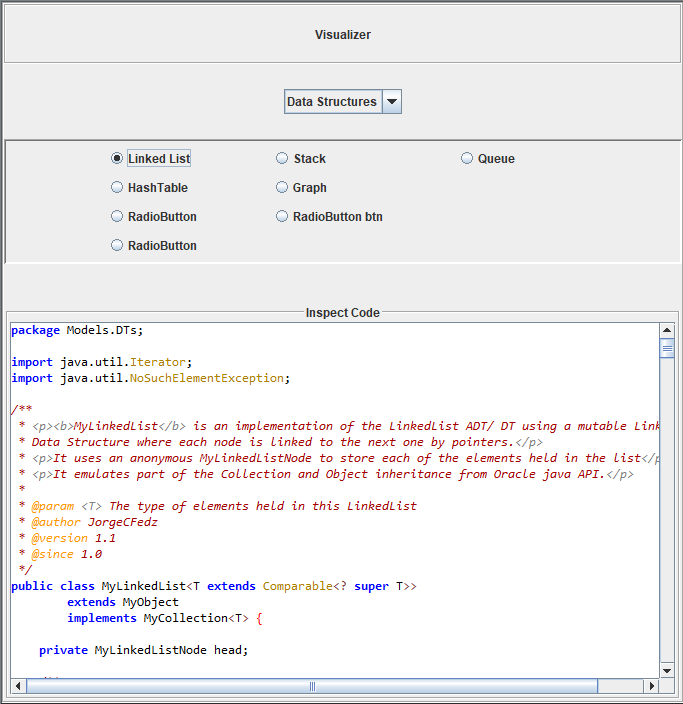 Visualizer
Data Structures
Linked List Stack Queue
HashTable Graph
RadioButton RadioButton btn
RadioButton
Inspect Code
package Models.DTs;
import java.util.Iterator;
import java.util.NoSuchElementException;
/**
* <p><b>MyLinkedList</b> is an implementation of the LinkedList ADT/ DT using a mutable Link
* Data Structure where each node is linked to the next one by pointers.</p>
* <p>It uses an anonymous MyLinkedListNode to store each of the elements held in the list</p
* <p>It emulates part of the Collection and Object inheritance from Oracle java API.</p>
*
* @param <T> The type of elements held in this LinkedList
* @author JorgeCFedz
* @version 1.1
* @since 1.0
*/
public class MyLinkedList<T extends Comparable<? super T>>
extends MyObject
implements MyCollection<T> {
private MyLinkedListNode head;